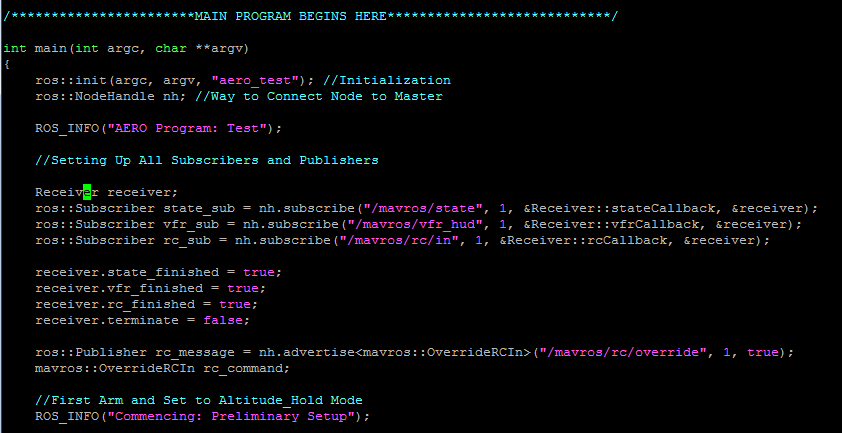 /***********************MAIN PROGRAM BEGINS HERE****************************/
int main(int argc, char **argv)
{
ros::init(argc, argv, "aero_test"); //Initialization
ros::NodeHandle nh; //Way to Connect Node to Master
ROS_INFO("AERO Program: Test");
//Setting Up All Subscribers and Publishers
Receiver receiver;
ros::Subscriber state_sub = nh.subscribe("/mavros/state", 1, &Receiver::stateCallback, &receiver);
ros::Subscriber vfr_sub = nh.subscribe("/mavros/vfr_hud", 1, &Receiver::vfrCallback, &receiver);
ros::Subscriber rc_sub = nh.subscribe("/mavros/rc/in", 1, &Receiver::rcCallback, &receiver);
receiver.state_finished = true;
receiver.vfr_finished = true;
receiver.rc_finished = true;
receiver.terminate = false;
ros::Publisher rc_message = nh.advertise<mavros::OverrideRCIn>("/mavros/rc/override", 1, true);
mavros::OverrideRCIn rc_command;
//First Arm and Set to Altitude_Hold Mode
ROS_INFO("Commencing: Preliminary Setup");